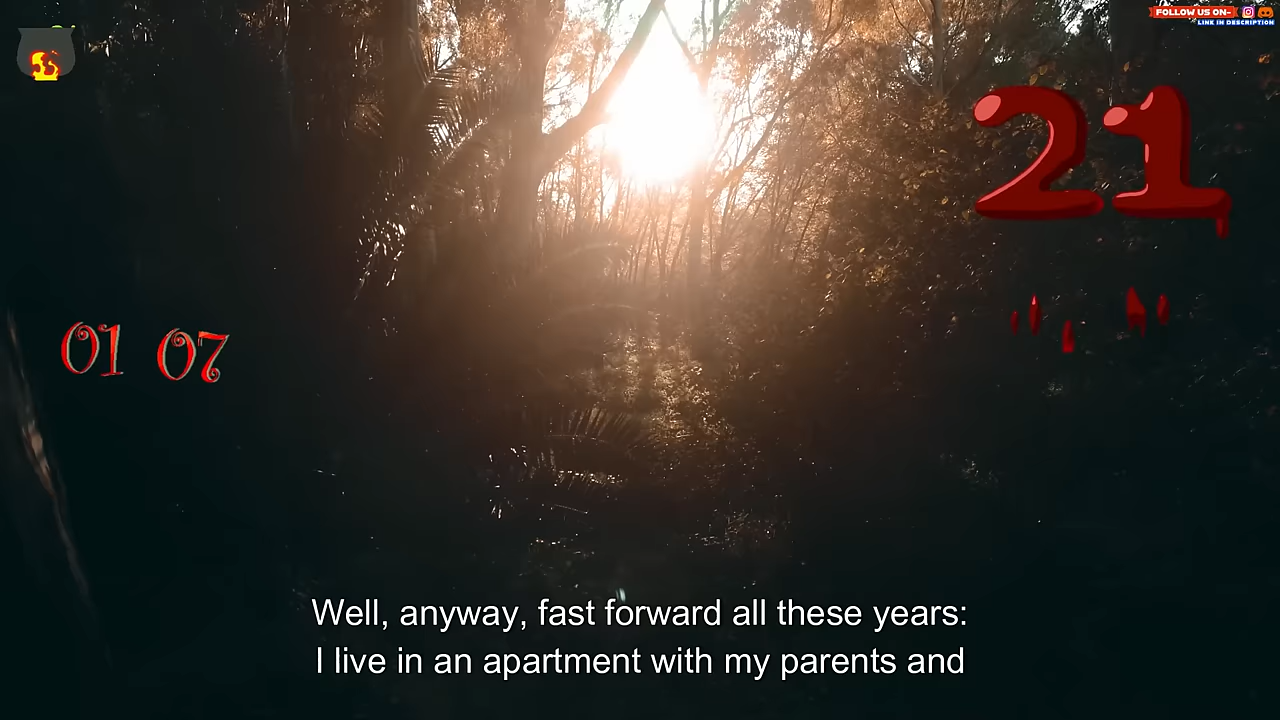 FOLLOW US ON-
LINK IN DESCRIPTION
21
01 07
Well, anyway, fast forward all these years:
I live in an apartment with my parents and